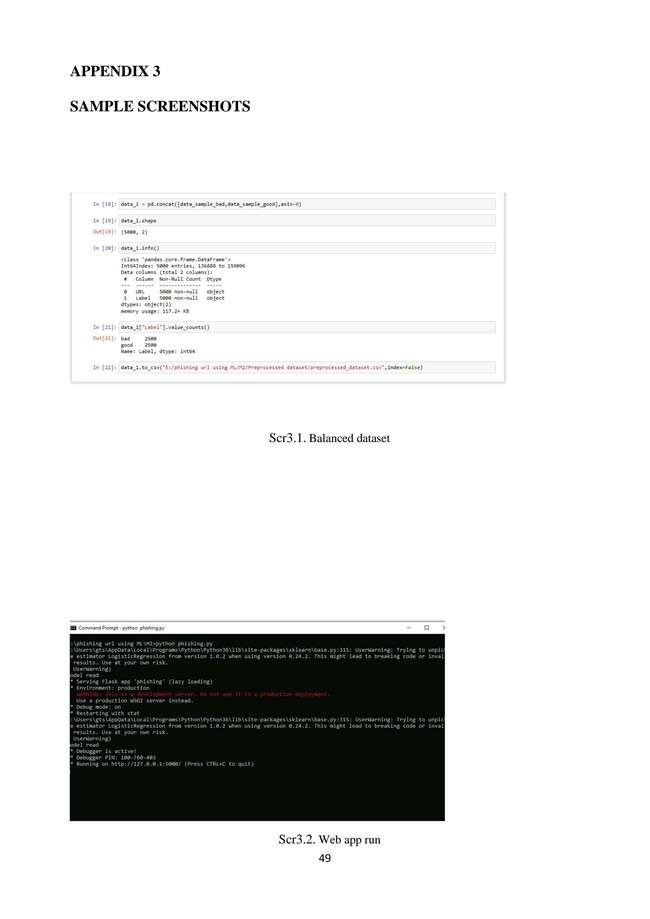 APPENDIX 3
SAMPLE SCREENSHOTS
In [18]: data_1 = pd.concat([data_sample_bad,data_sample_good],axis=0)
In [19]: data_1.shape
Out[19]: (5000, 2)
In [20]: data_1.info()
<class 'pandas.core.frame.DataFrame'>
Int64Index: 5000 entries, 136888 to 159096
Data columns (total 2 columns):
# Column Non-Null Count Dtype
--- ------ -------------- -----
0 URL 5000 non-null object
1 Label 5000 non-null object
dtypes: object(2)
memory usage: 117.2+ KB
In [21]: data_1["Label"].value_counts()
Out[21]: bad 2500
good 2500
Name: Label, dtype: int64
In [22]: data_1.to_csv("E:/phishing url using ML/M2/Preprocessed dataset/preprocessed_dataset.csv",index=False)
Scr3.1. Balanced dataset
Command Prompt - python phishing.py
:\phishing url using ML\M3>python phishing.py
:\Users\gts\AppData\Local\Programs\Python\Python36\lib\site-packages\sklearn\base.py:315: UserWarning: Trying to unpic
e estimator LogisticRegression from version 1.0.2 when using version 0.24.2. This might lead to breaking code or inval
results. Use at your own risk.
UserWarning)
odel read
* Serving Flask app 'phishing' (lazy loading)
* Environment: production
WARNING: This is a development server. Do not use it in a production deployment.
Use a production WSGI server instead.
* Debug mode: on
* Restarting with stat
:\Users\gts\AppData\Local\Programs\Python\Python36\lib\site-packages\sklearn\base.py:315: UserWarning: Trying to unpic
e estimator LogisticRegression from version 1.0.2 when using version 0.24.2. This might lead to breaking code or inval
results. Use at your own risk.
UserWarning)
odel read
* Debugger is active!
* Debugger PIN: 100-760-403
* Running on http://127.0.0.1:5000/ (Press CTRL+C to quit)
Scr3.2. Web app run
49